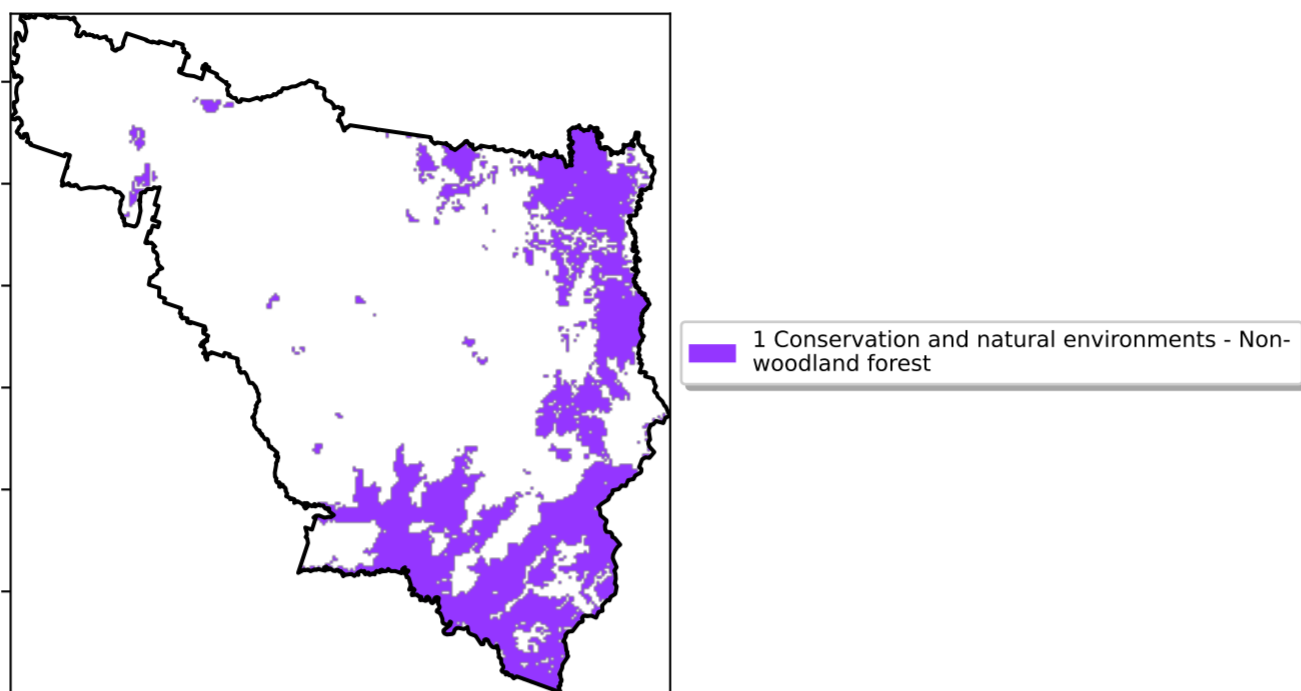 1 Conservation and natural environments - Non-
woodland forest